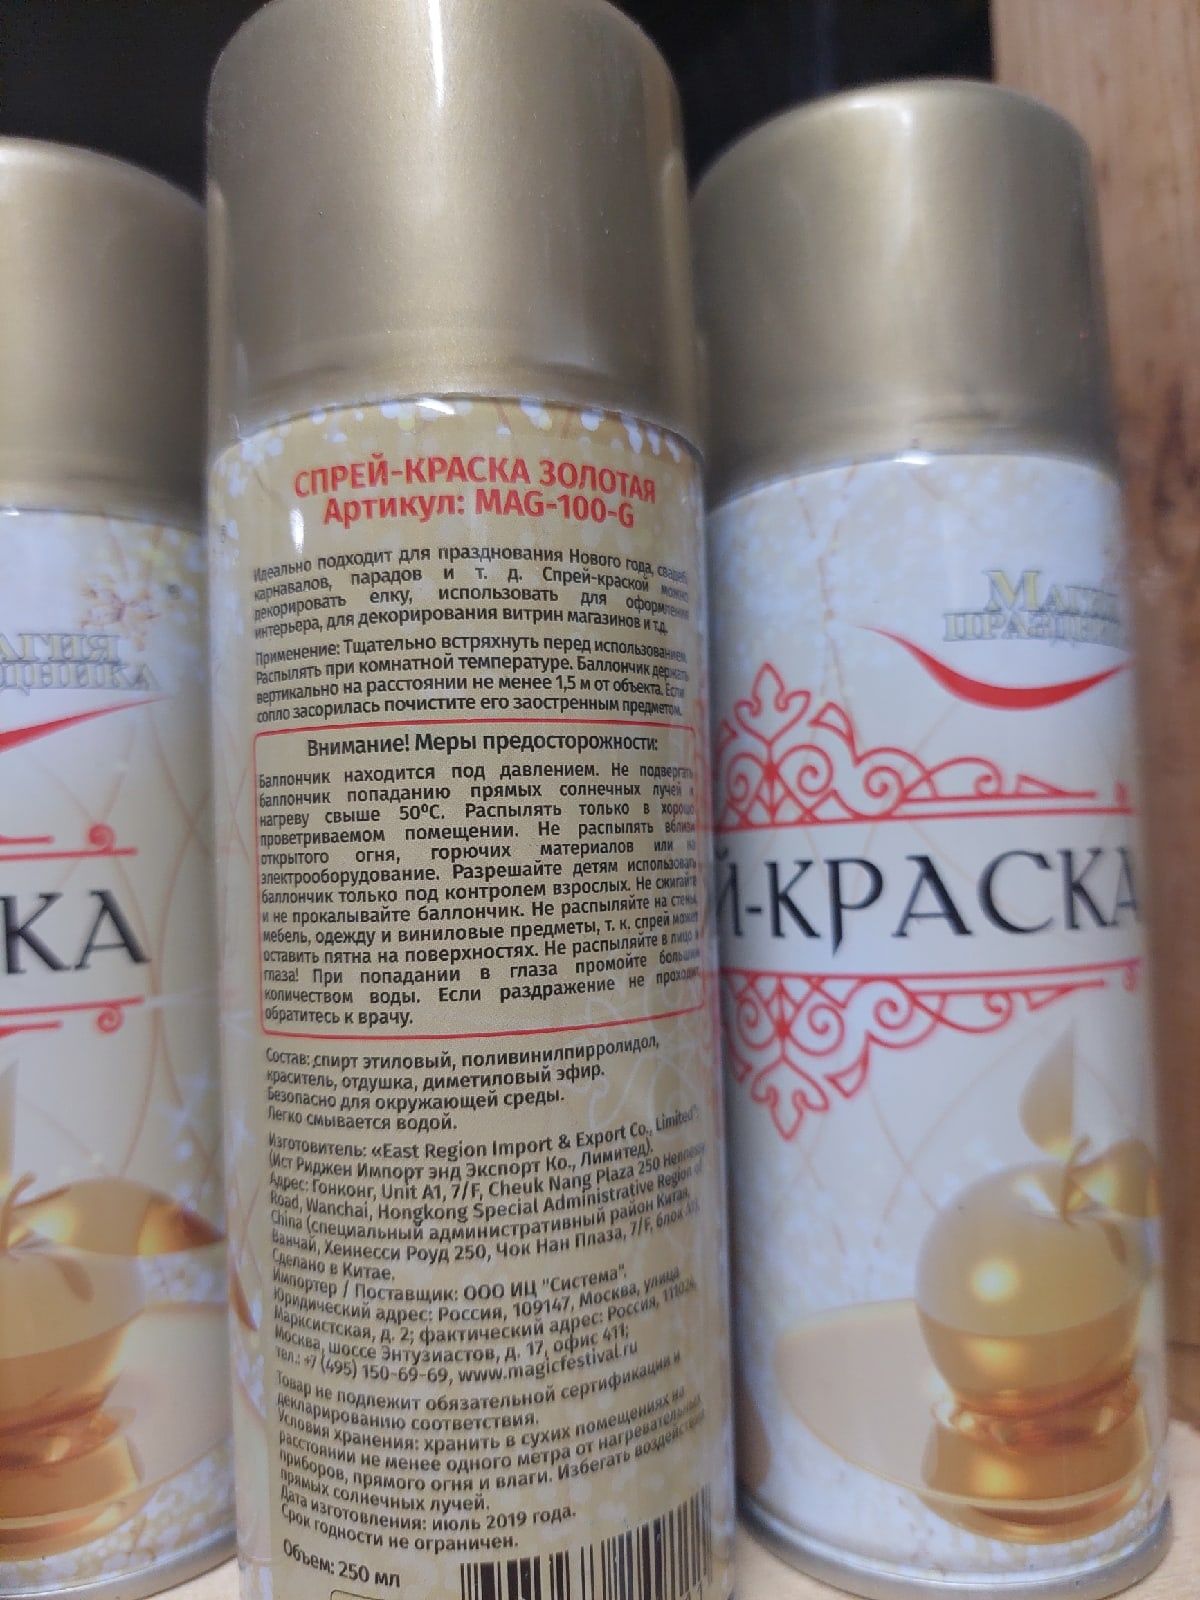 СПРЕЙ-КРАСКА ЗОЛОТАЯ
Артикул: MAG-100-G
Идеально подходит для празднования Нового года, свадеб,
карнавалов, парадов и т. д. Спрей-краской можно
декорировать елку, использовать для оформления
интерьера, для декорирования витрин магазинов и т.д.
Применение: Тщательно встряхнуть перед использованием.
Распылять при комнатной температуре. Баллончик держать
вертикально на расстоянии не менее 1,5 м от объекта. Если
сопло засорилась почистите его заостренным предметом.
Внимание! Меры предосторожности:
Баллончик находится под давлением. Не подвергать
баллончик попаданию прямых солнечных лучей и
нагреву свыше 50°С. Распылять только в хорошо
проветриваемом помещении. Не распылять вблизи
открытого огня, горючих материалов или на
электрооборудование. Разрешайте детям использовать
баллончик только под контролем взрослых. Не сжигайте
и не прокалывайте баллончик. Не распыляйте на стены,
мебель, одежду и виниловые предметы, т. к. спрей может
оставить пятна на поверхностях. Не распыляйте в лицо и
глаза! При попадании в глаза промойте большим
количеством воды. Если раздражение не проходит,
обратитесь к врачу.
Состав: спирт этиловый, поливинилпирролидол,
краситель, отдушка, диметиловый эфир.
Безопасно для окружающей среды.
Легко смывается водой.
Изготовитель: «East Region Import & Export Co., Limited"
(Ист Риджен Импорт энд Экспорт Ко., Лимитед).
Адрес: Гонконг, Unit A1, 7/F, Cheuk Nang Plaza 250 Hennessy
Road, Wanchai, Hongkong Special Administrative Region of
China (специальный административный район Китая,
Ванчай, Хеннесси Роуд 250, Чок Нан Плаза, 7/F, блок А1).
Сделано в Китае.
Импортер / Поставщик: ООО ИЦ "Система".
Юридический адрес: Россия, 109147, Москва, улица
Марксистская, д. 2; фактический адрес: Россия, 111024,
Москва, шоссе Энтузиастов, д. 17, офис 411;
тел.: +7 (495) 150-69-69, www.magicfestival.ru
Товар не подлежит обязательной сертификации и
декларированию соответствия.
Условия хранения: хранить в сухих помещениях на
расстоянии не менее одного метра от нагревательных
приборов, прямого огня и влаги. Избегать воздействия
прямых солнечных лучей.
Дата изготовления: июль 2019 года.
Срок годности не ограничен.
Объем: 250 мл
АГИЯ
ЗДНИКА
КА
МАГИ
ПРАЗДН
Й-КРАСКА